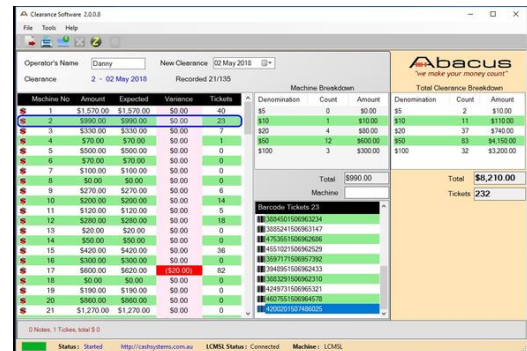 Clearance Software 2.0.0.8
File Tools Help
Operator's Name Danny New Clearance 02 May 2018
Clearance 2 - 02 May 2018 Recorded 21/135
Abacus
"we make your money count"
Machine Breakdown
Total Clearance Breakdown
Machine No Amount Expected Variance Tickets
1 $1,570.00 $1,570.00 $0.00 40
2 $990.00 $990.00 $0.00 23
3 $330.00 $330.00 $0.00 7
4 $70.00 $70.00 $0.00 1
5 $500.00 $500.00 $0.00 0
6 $70.00 $70.00 $0.00 0
7 $100.00 $100.00 $0.00 0
8 $0.00 $0.00 $0.00 0
9 $270.00 $270.00 $0.00 6
10 $200.00 $200.00 $0.00 14
11 $120.00 $120.00 $0.00 5
12 $280.00 $280.00 $0.00 18
13 $20.00 $20.00 $0.00 0
14 $50.00 $50.00 $0.00 0
15 $420.00 $420.00 $0.00 36
16 $300.00 $300.00 $0.00 0
17 $600.00 $620.00 ($20.00) 82
18 $0.00 $0.00 $0.00 0
19 $300.00 $300.00 $0.00 0
20 $860.00 $860.00 $0.00 0
21 $1,270.00 $1,270.00 $0.00 0
Denomination Count Amount
$5 0 $0.00
$10 1 $10.00
$20 4 $80.00
$50 12 $600.00
$100 3 $300.00
Total $990.00
Machine
Barcode Tickets 23
3884501506963234
3885241506963147
4753551506962686
4551021506962529
3597171506957392
3948951506962433
3883291506962310
4249731506965321
4607551506964578
4200201507486025
Denomination Count Amount
$5 2 $10.00
$10 11 $110.00
$20 37 $740.00
$50 83 $4,150.00
$100 32 $3,200.00
Total $8,210.00
Tickets 232
0 Notes, 1 Tickes, total $ 0
Status : Started http://cashsystems.com.au LCMSL Status : Connected Machine : LCMSL